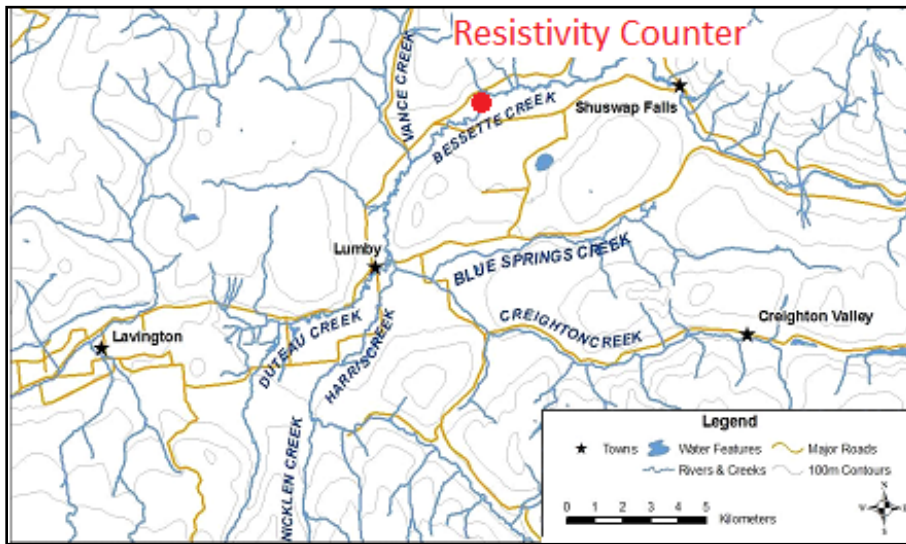 Resistivity Counter
VANCE CREEK
BESSETTE CREEK
Shuswap Falls
Lumby
BLUE SPRINGS CREEK
CREIGHTON CREEK
Creighton Valley
Lavington
DUTEAU CREEK
HARRIS CREEK
NICKLEN CREEK
Legend
Towns Water Features Major Roads
Rivers & Creeks 100m Contours
0 1 2 3 4 5
Kilometers
N
S